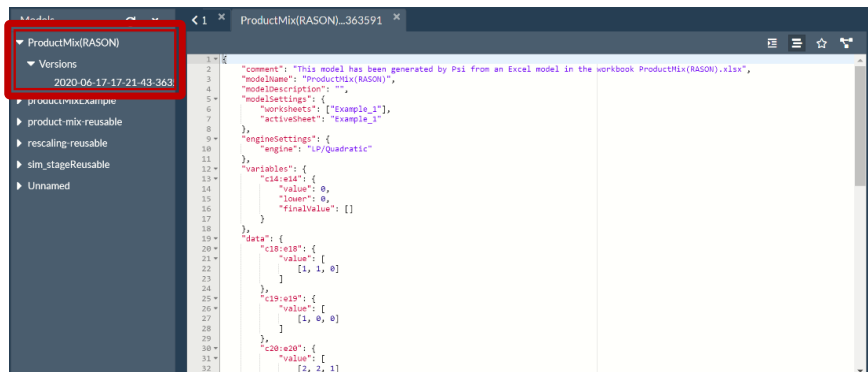 Models
ProductMix(RASON)
Versions
2020-06-17-17-21-43-363
productMixExample
product-mix-reusable
rescaling-reusable
sim_stageReusable
Unnamed
1 ×
ProductMix(RASON)...363591 ×
1 {
2 "comment": "This model has been generated by Psi from an Excel model in the workbook ProductMix(RASON).xlsx",
3 "modelName": "ProductMix(RASON)",
4 "modelDescription": "",
5 "modelSettings": {
6 "worksheets": ["Example_1"],
7 "activeSheet": "Example_1"
8 },
9 "engineSettings": {
10 "engine": "LP/Quadratic"
11 },
12 "variables": {
13 "c14:e14": {
14 "value": 0,
15 "lower": 0,
16 "finalValue": []
17 }
18 },
19 "data": {
20 "c18:e18": {
21 "value": [
22 [1, 1, 0]
23 ]
24 },
25 "c19:e19": {
26 "value": [
27 [1, 0, 0]
28 ]
29 },
30 "c20:e20": {
31 "value": [
32 [2, 2, 1]